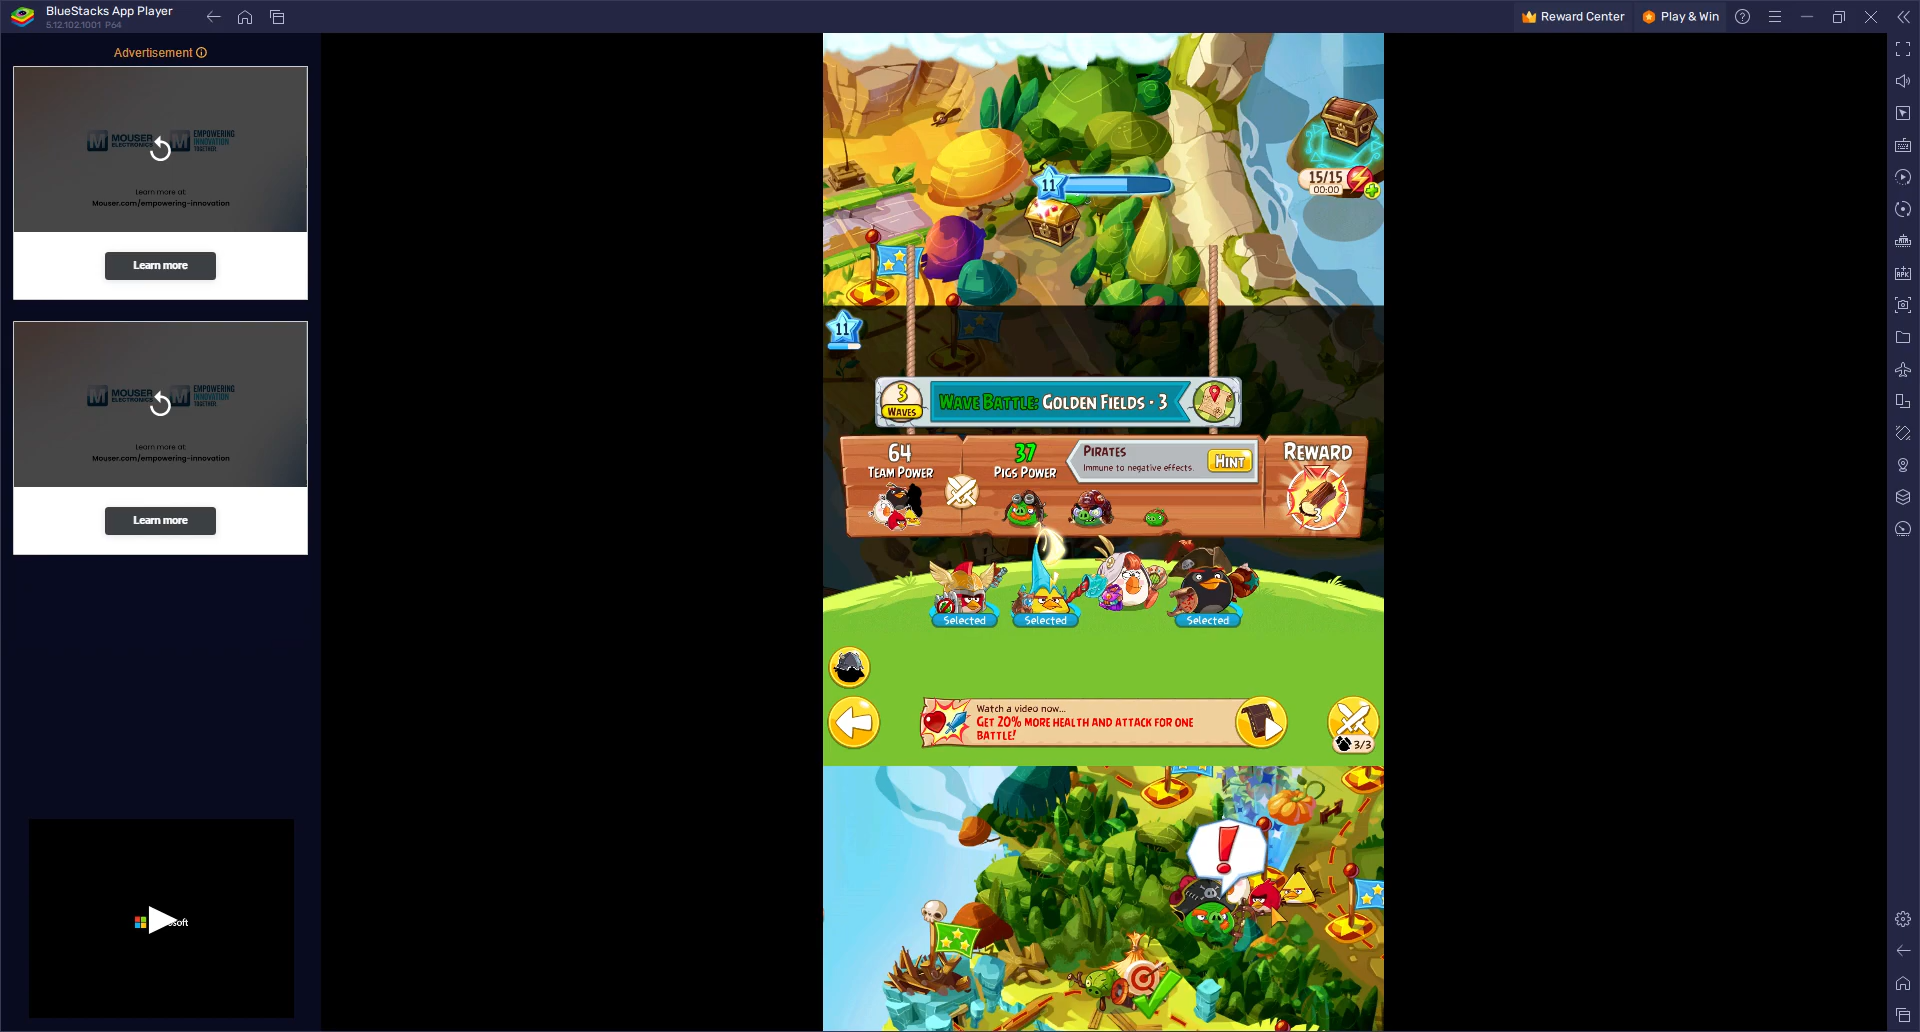 BlueStacks App Player
5.12.102.1001 P64
Reward Center
Play & Win
Advertisement
MOUSER
ELECTRONICS
EMPOWERING
INNOVATION
TOGETHER
Learn more at:
Mouser.com/empowering-innovation
Learn more
MOUSER
ELECTRONICS
EMPOWERING
INNOVATION
TOGETHER
Learn more at:
Mouser.com/empowering-innovation
Learn more
soft
11
15/15
00:00
11
3
WAVES
WAVE BATTLE: GOLDEN FIELDS - 3
64
TEAM POWER
37
PIGS POWER
PIRATES
Immune to negative effects.
HINT
REWARD
3
Selected
Selected
Selected
Watch a video now...
GET 20% MORE HEALTH AND ATTACK FOR ONE
BATTLE!
3/3
APK